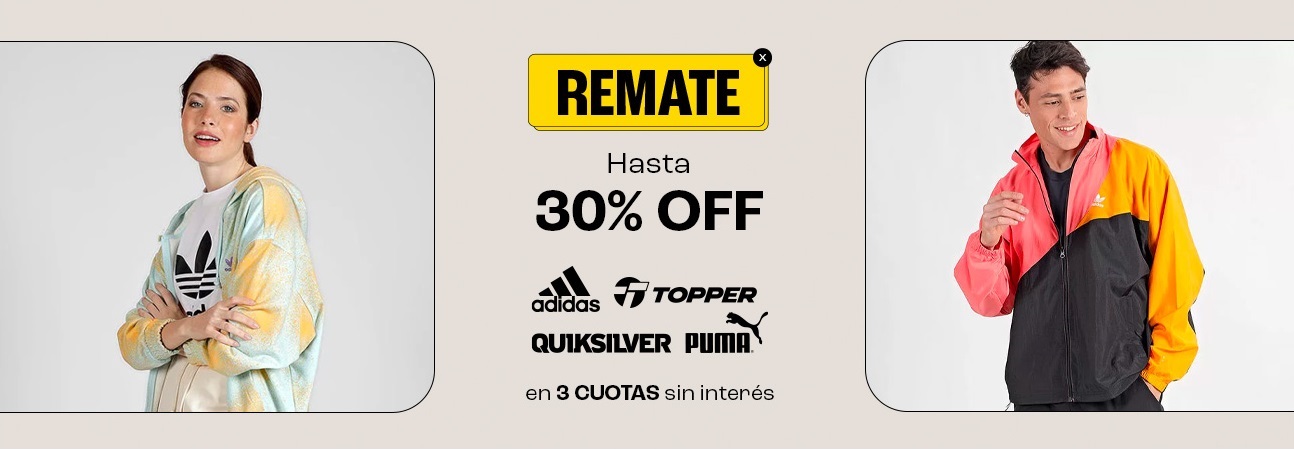 REMATE
x
Hasta
30% OFF
adidas TOPPER
QUIKSILVER PUMA
en 3 CUOTAS sin interés